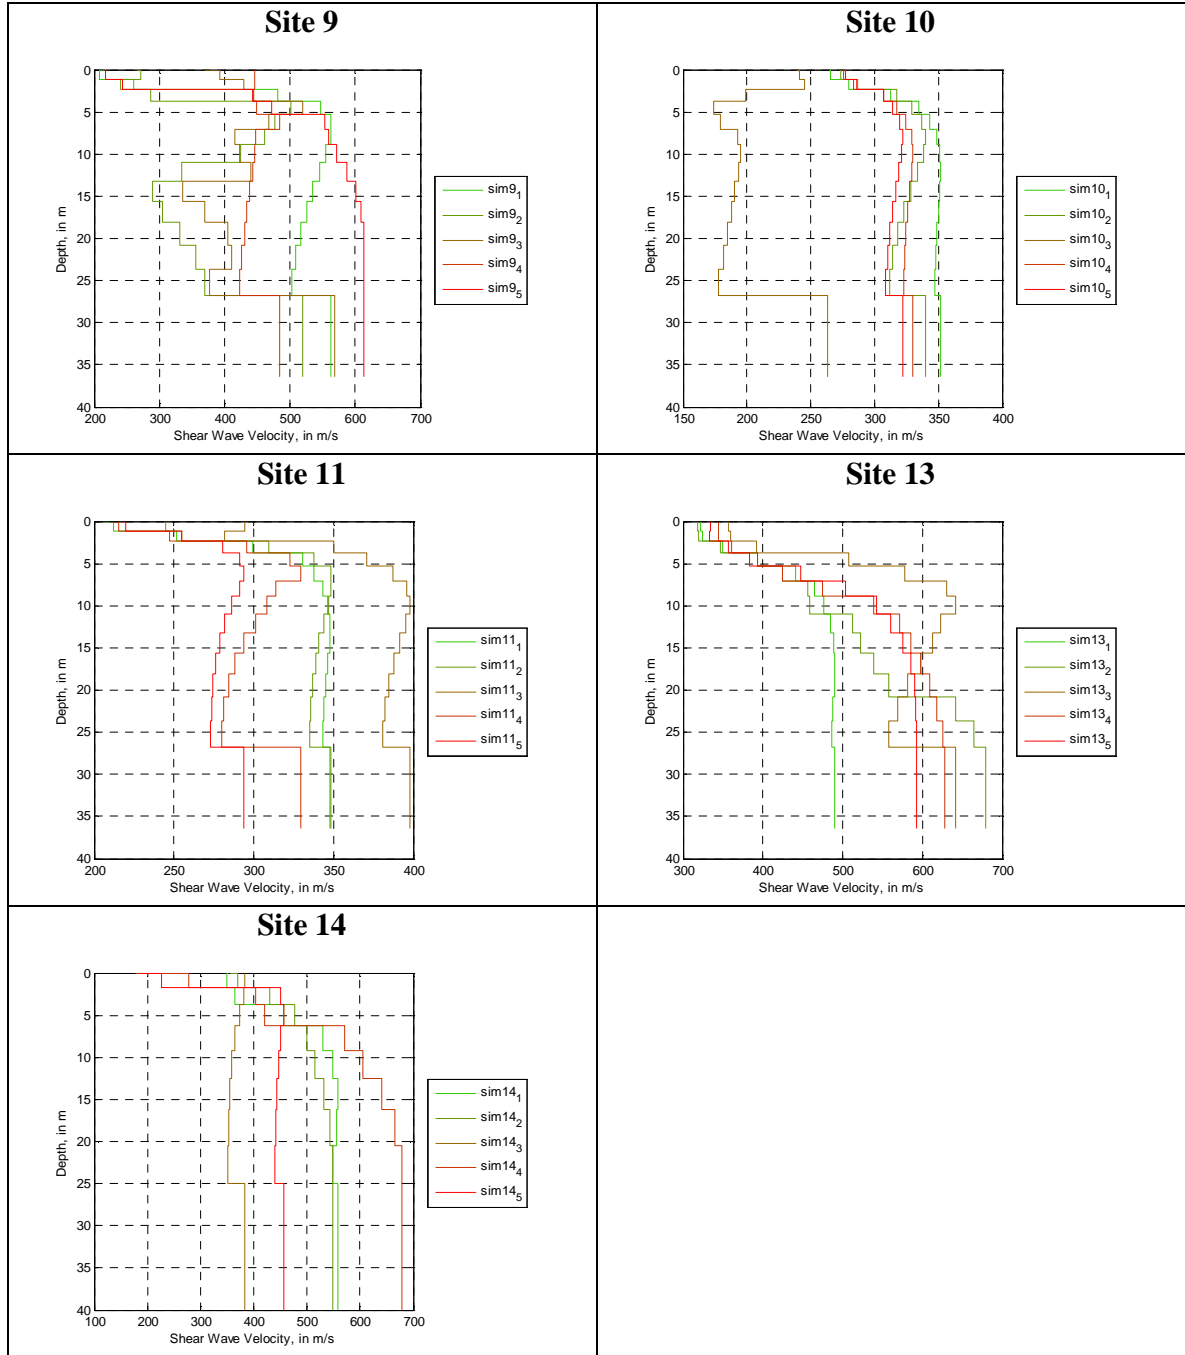 Site 9
0
5
10
15
20
25
30
35
40
200 300 400 500 600 700
Depth, in m
Shear Wave Velocity, in m/s
sim9₁
sim9₂
sim9₃
sim9₄
sim9₅
Site 10
0
5
10
15
20
25
30
35
40
150 200 250 300 350 400
Depth, in m
Shear Wave Velocity, in m/s
sim10₁
sim10₂
sim10₃
sim10₄
sim10₅
Site 11
0
5
10
15
20
25
30
35
40
200 250 300 350 400
Depth, in m
Shear Wave Velocity, in m/s
sim11₁
sim11₂
sim11₃
sim11₄
sim11₅
Site 13
0
5
10
15
20
25
30
35
40
300 400 500 600 700
Depth, in m
Shear Wave Velocity, in m/s
sim13₁
sim13₂
sim13₃
sim13₄
sim13₅
Site 14
0
5
10
15
20
25
30
35
40
100 200 300 400 500 600 700
Depth, in m
Shear Wave Velocity, in m/s
sim14₁
sim14₂
sim14₃
sim14₄
sim14₅